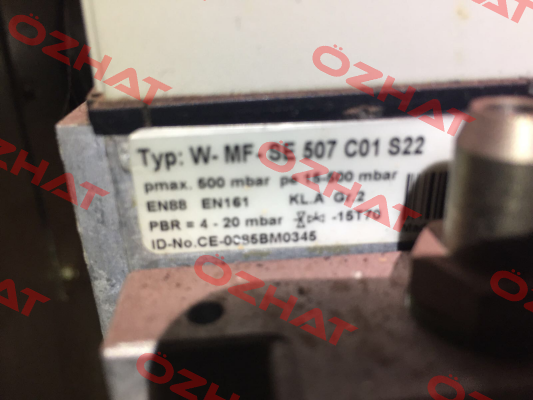 ÖZHAT
ÖZHAT
ÖZHAT
Typ: W-MF-SE 507 C01 S22
pmax. 500 mbar pe 15-500 mbar
EN88 EN161 KL.A Gr.2
PBR = 4 - 20 mbar -15T70
ID-No.CE-0085BM0345
ÖZHAT
ÖZHAT
ÖZHAT
ÖZHAT